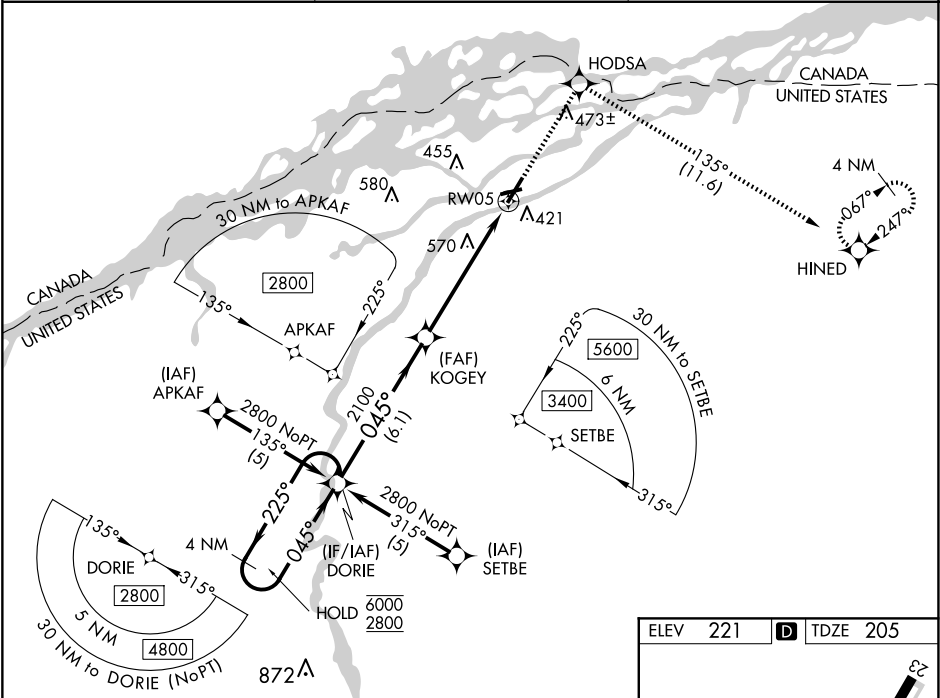 HODSA
CANADA
UNITED STATES
473±
135°
(11.6)
4 NM
067°
247°
HINED
455
580
RW05
421
570
30 NM to APKAF
2800
135°
225°
APKAF
CANADA
UNITED STATES
(FAF)
KOGEY
225°
30 NM to SETBE
5600
6 NM
3400
SETBE
315°
(IAF)
APKAF
2800 NoPT
135°
(5)
2100
045°
(6.1)
225°
045°
4 NM
(IF/IAF)
DORIE
2800 NoPT
315°
(5)
(IAF)
SETBE
HOLD 6000
2800
135°
DORIE
315°
2800
5 NM
4800
30 NM to DORIE (NoPT)
872
ELEV 221 D TDZE 205
23